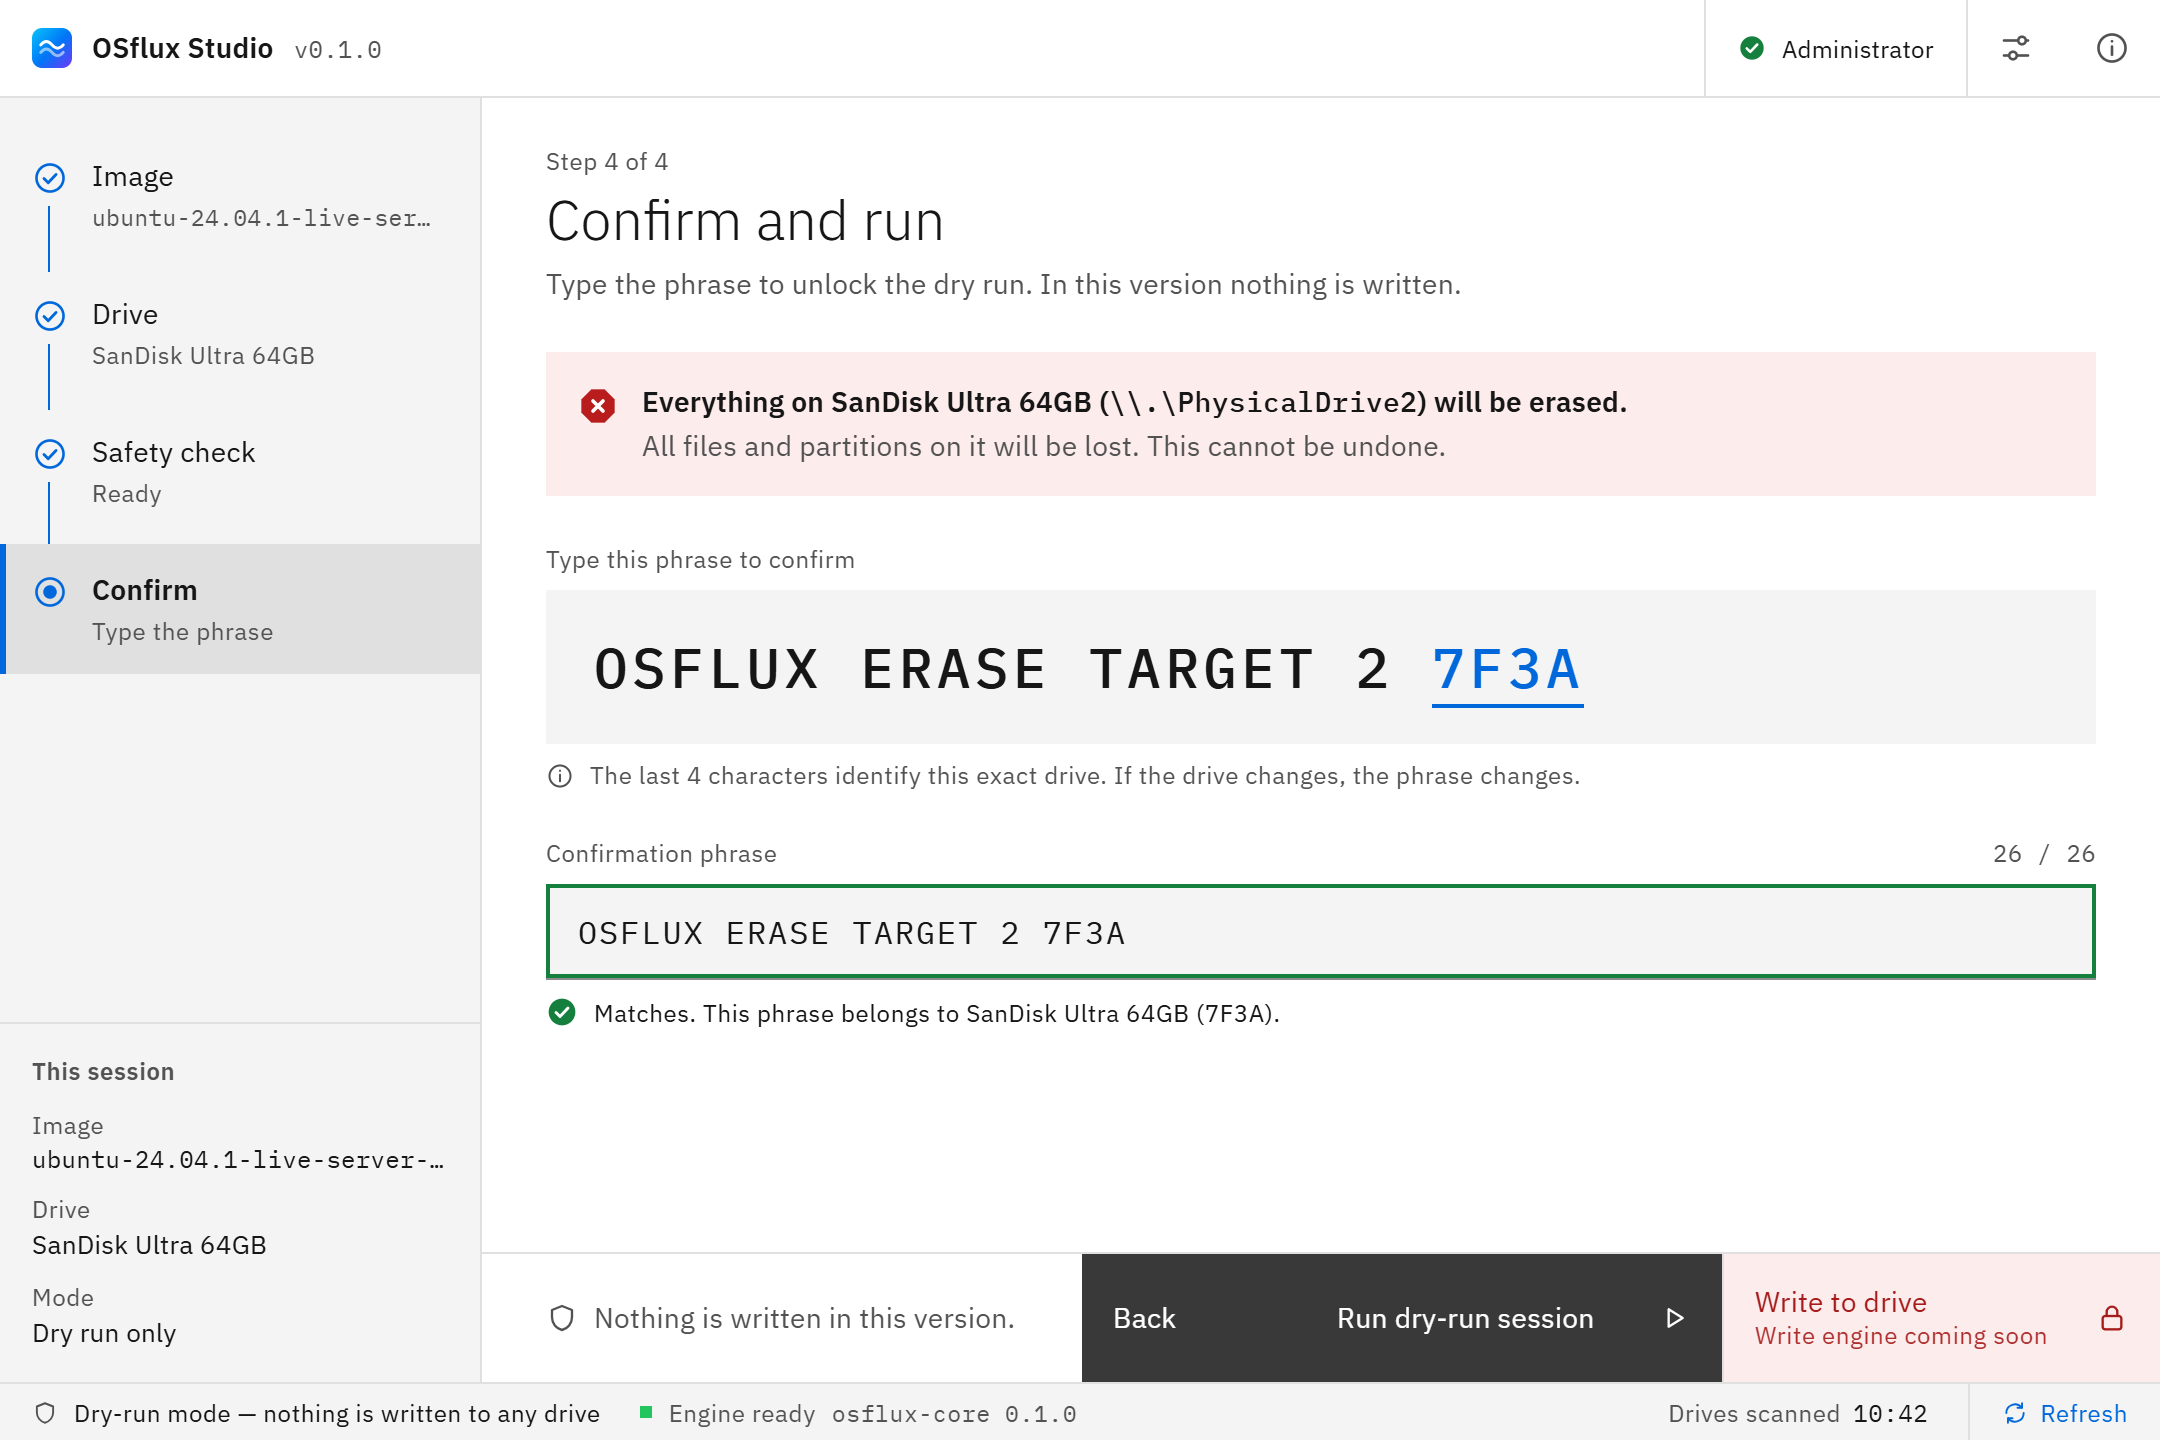 OSflux Studio v0.1.0
Administrator
Image
ubuntu-24.04.1-live-ser…
Drive
SanDisk Ultra 64GB
Safety check
Ready
Confirm
Type the phrase
This session
Image
ubuntu-24.04.1-live-server-…
Drive
SanDisk Ultra 64GB
Mode
Dry run only
Step 4 of 4
Confirm and run
Type the phrase to unlock the dry run. In this version nothing is written.
Everything on SanDisk Ultra 64GB (\\.\PhysicalDrive2) will be erased.
All files and partitions on it will be lost. This cannot be undone.
Type this phrase to confirm
OSFLUX ERASE TARGET 2 7F3A
The last 4 characters identify this exact drive. If the drive changes, the phrase changes.
Confirmation phrase 26 / 26
OSFLUX ERASE TARGET 2 7F3A
Matches. This phrase belongs to SanDisk Ultra 64GB (7F3A).
Nothing is written in this version.
Back
Run dry-run session
Write to drive
Write engine coming soon
Dry-run mode — nothing is written to any drive
Engine ready osflux-core 0.1.0
Drives scanned 10:42
Refresh